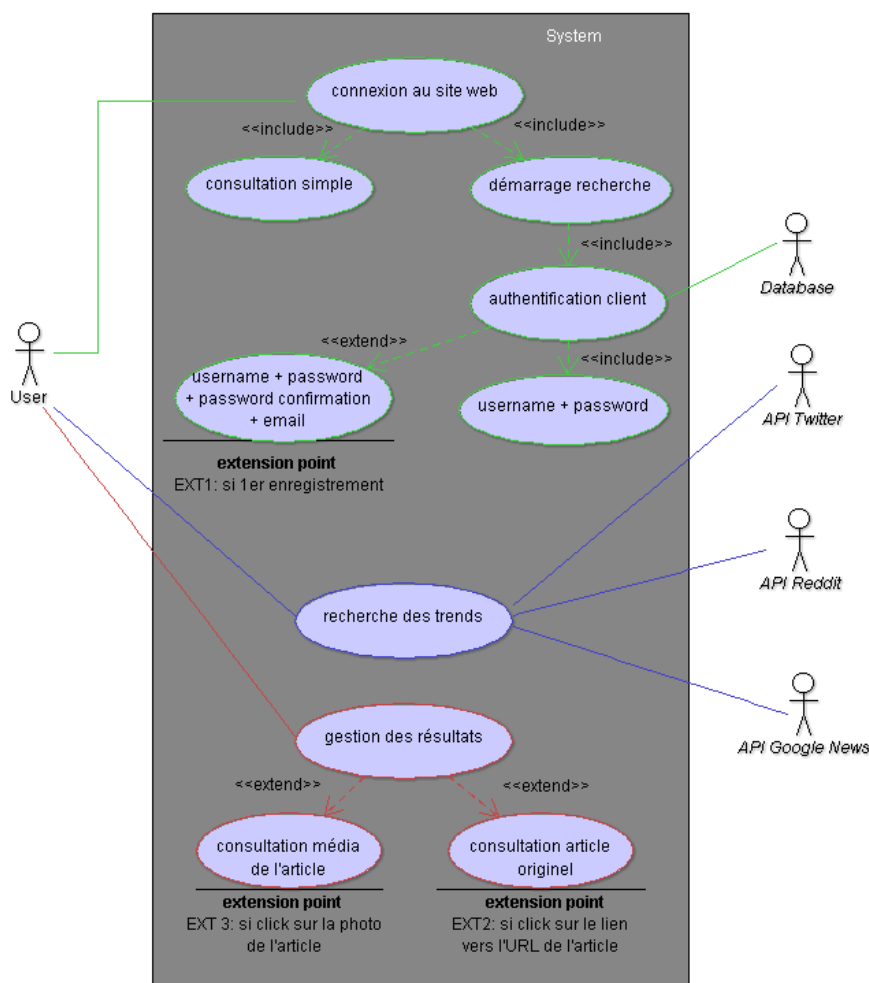 System
connexion au site web
<<include>>
<<include>>
consultation simple
démarrage recherche
<<include>>
Database
authentification client
<<extend>>
<<include>>
User
username + password
+ password confirmation
+ email
username + password
API Twitter
extension point
EXT1: si 1er enregistrement
API Reddit
recherche des trends
API Google News
gestion des résultats
<<extend>>
<<extend>>
consultation média
de l'article
consultation article
originel
extension point
EXT 3: si click sur la photo
de l'article
extension point
EXT2: si click sur le lien
vers l'URL de l'article